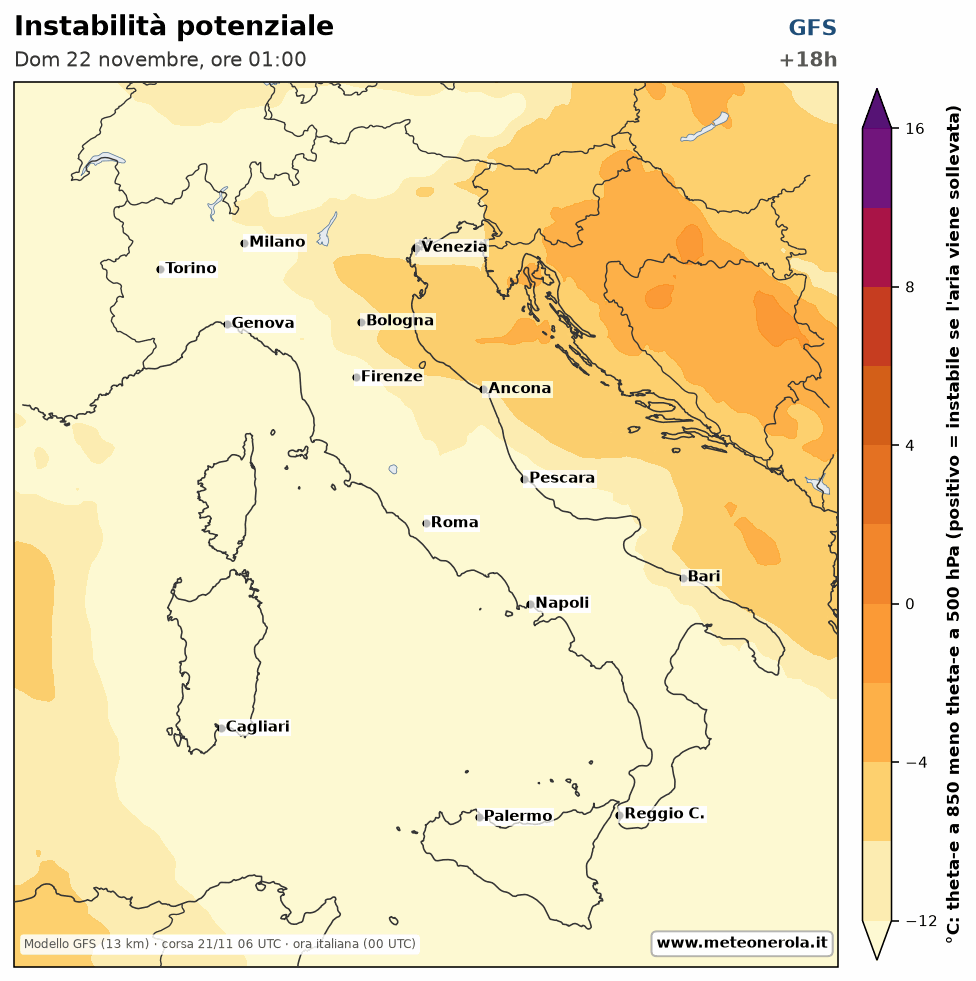 Instabilità potenziale
GFS
Dom 22 novembre, ore 01:00
+18h
Milano
Venezia
Torino
Genova
Bologna
Firenze
Ancona
Pescara
Roma
Bari
Napoli
Cagliari
Palermo
Reggio C.
16
8
4
0
−4
−12
°C: theta-e a 850 meno theta-e a 500 hPa (positivo = instabile se l'aria viene sollevata)
Modello GFS (13 km) · corsa 21/11 06 UTC · ora italiana (00 UTC)
www.meteonerola.it